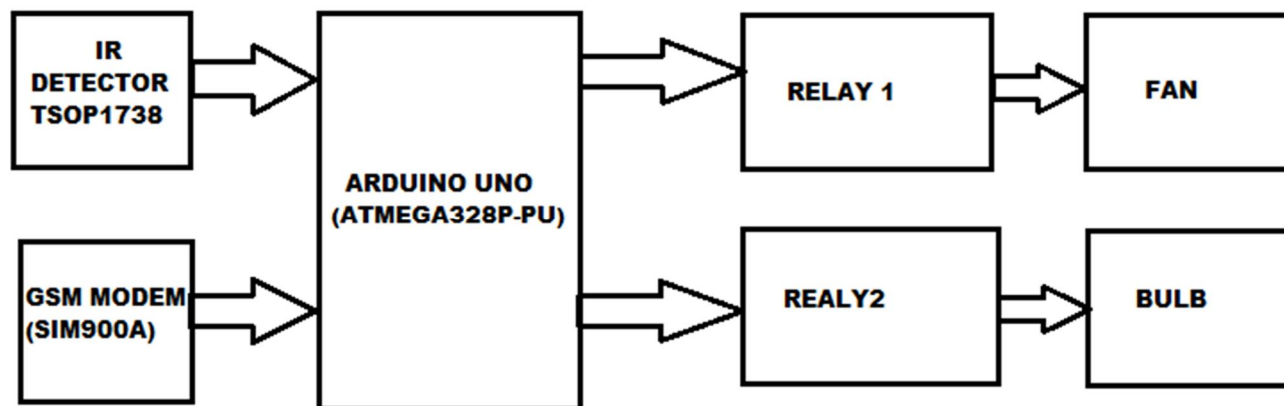 IR
DETECTOR
TSOP1738
ARDUINO UNO
(ATMEGA328P-PU)
RELAY 1
FAN
GSM MODEM
(SIM900A)
REALY2
BULB